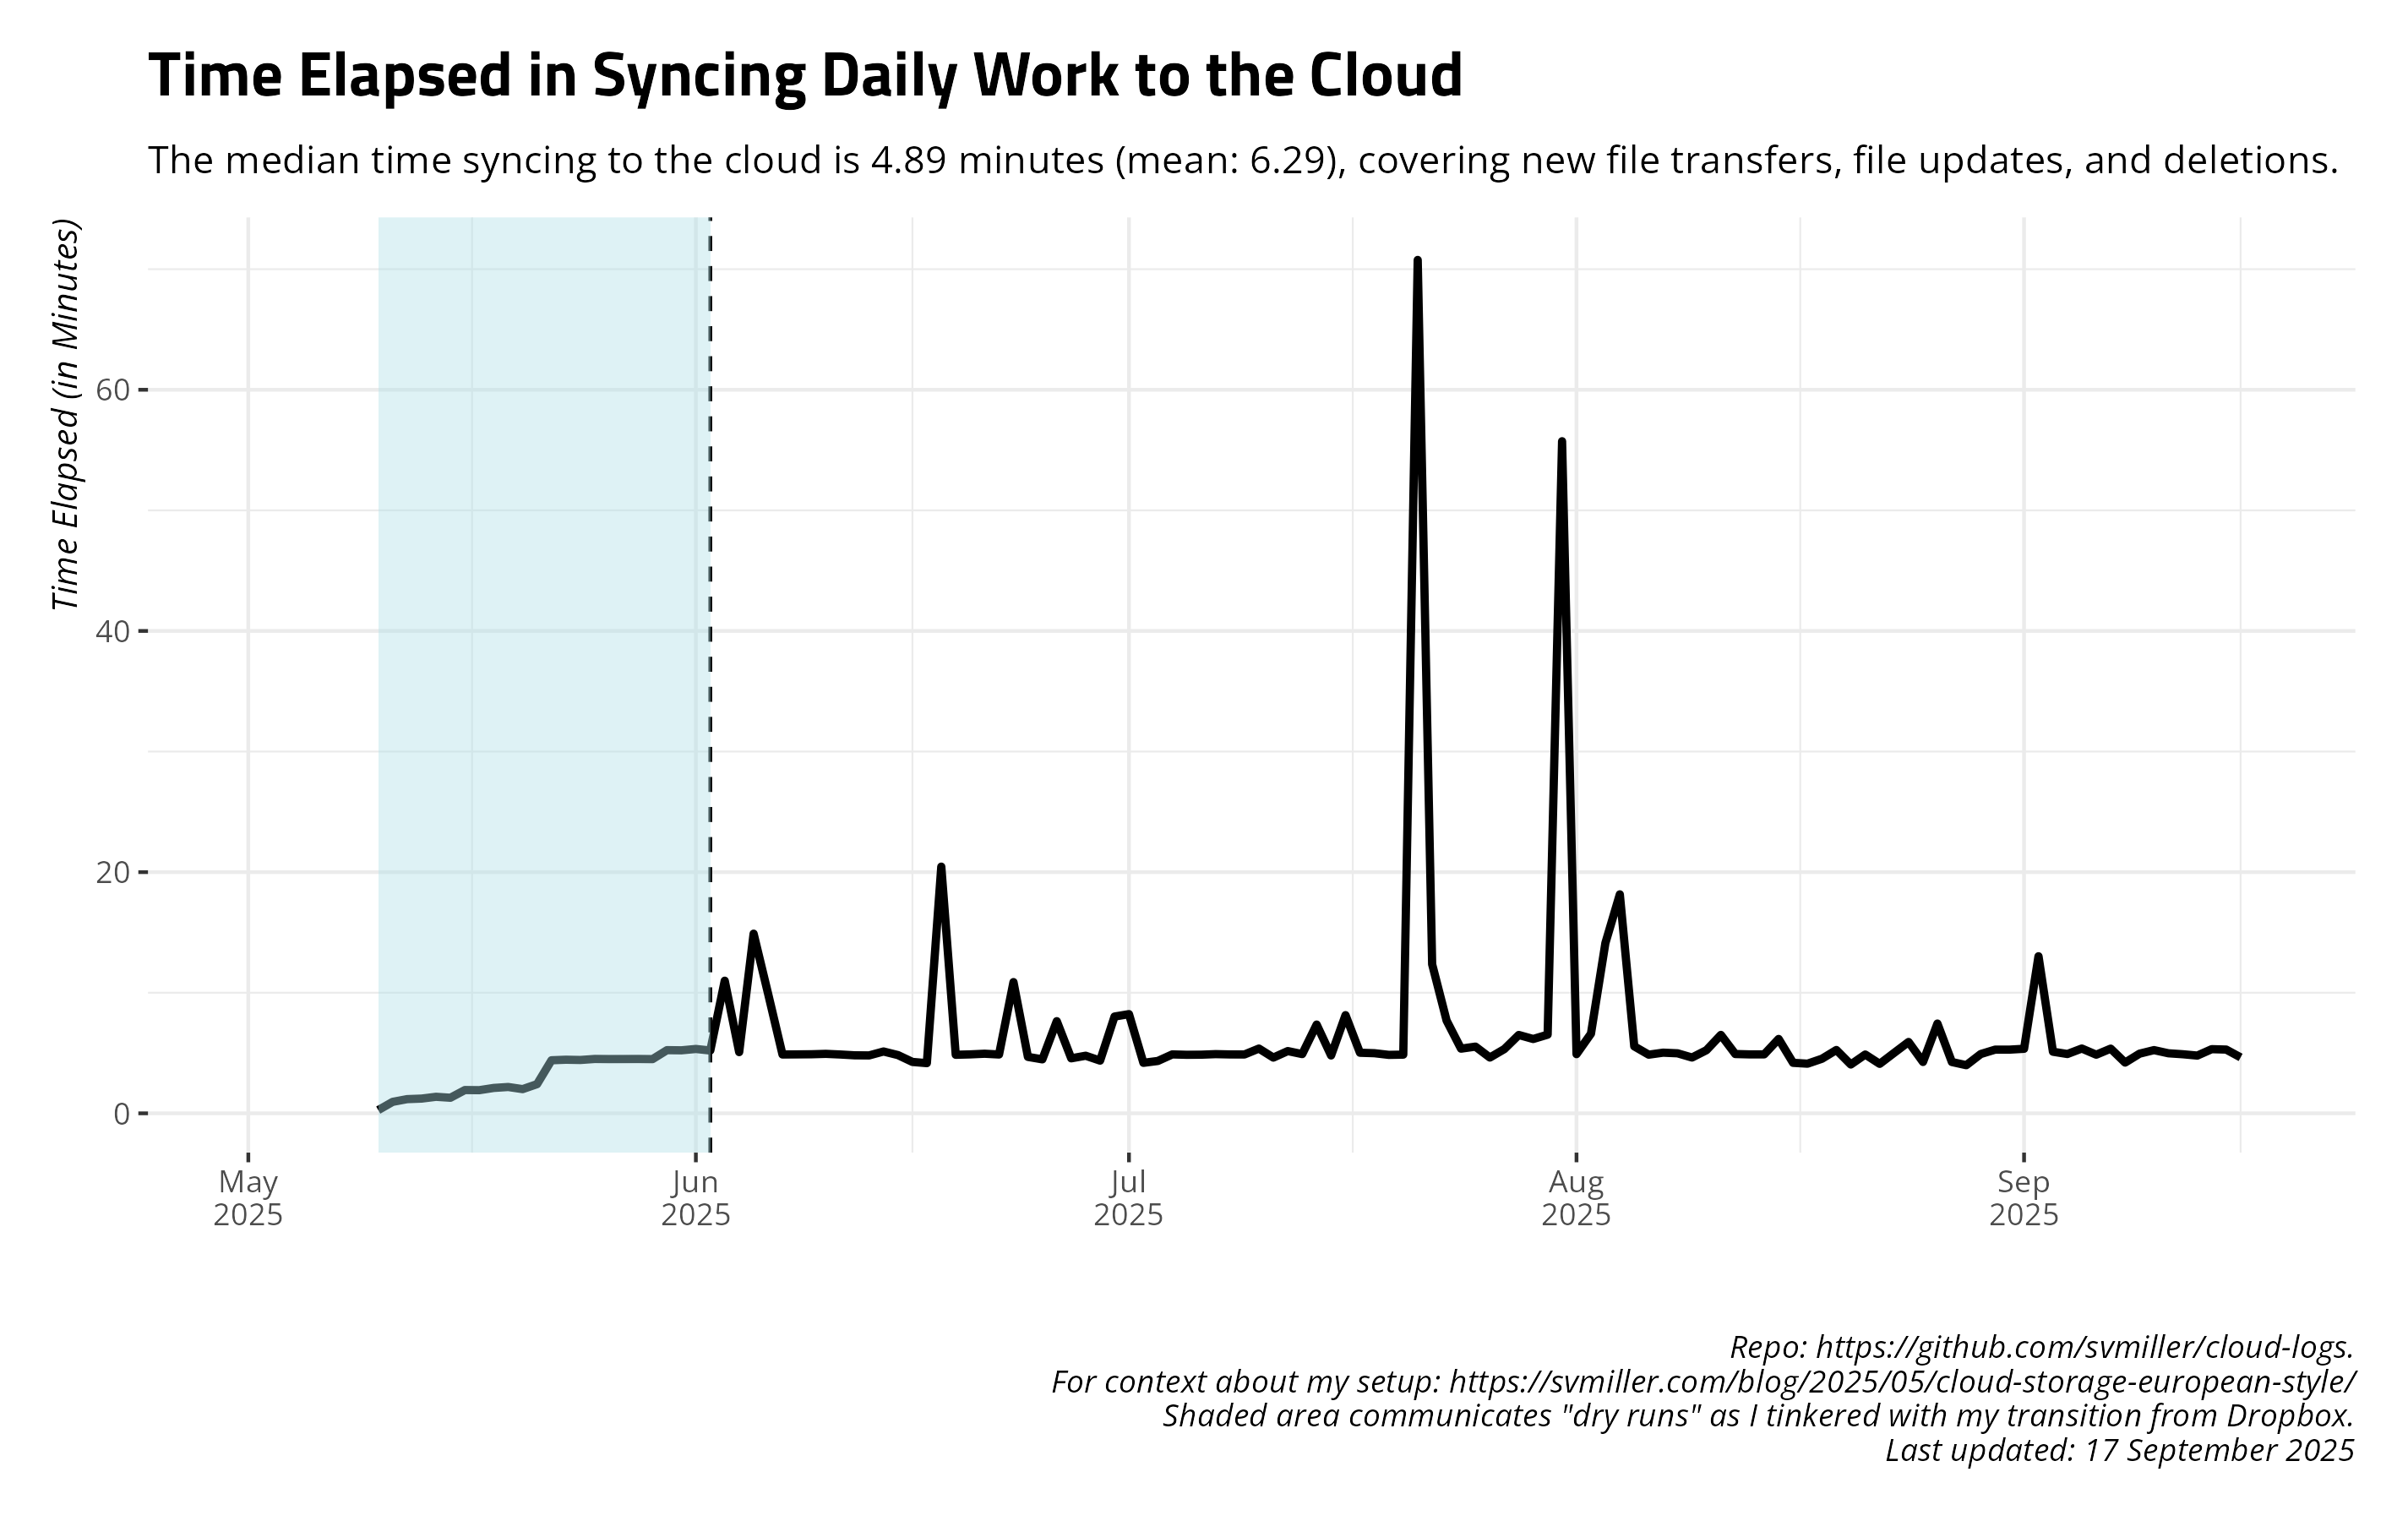 Time Elapsed in Syncing Daily Work to the Cloud
The median time syncing to the cloud is 4.89 minutes (mean: 6.29), covering new file transfers, file updates, and deletions.
Time Elapsed (in Minutes)
60
40
20
0
May
2025
Jun
2025
Jul
2025
Aug
2025
Sep
2025
Repo: https://github.com/svmiller/cloud-logs.
For context about my setup: https://svmiller.com/blog/2025/05/cloud-storage-european-style/
Shaded area communicates "dry runs" as I tinkered with my transition from Dropbox.
Last updated: 17 September 2025